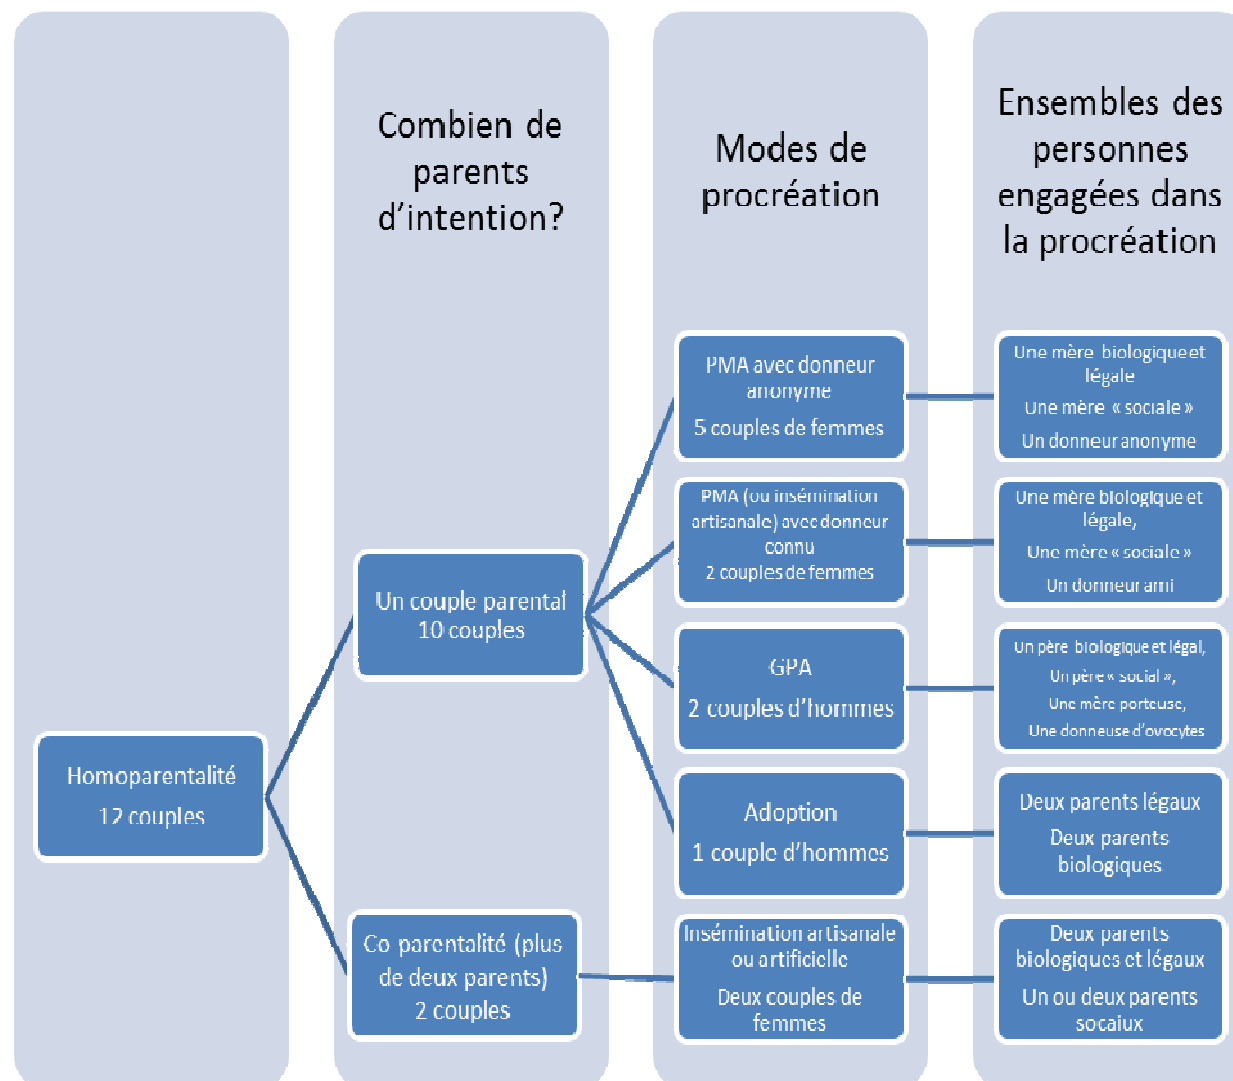 Combien de
parents
d’intention?
Modes de
procréation
Ensembles des
personnes
engagées dans
la procréation
Homoparentalité
12 couples
Un couple parental
10 couples
Co parentalité (plus
de deux parents)
2 couples
PMA avec donneur
anonyme
5 couples de femmes
PMA (ou insémination
artisanale) avec donneur
connu
2 couples de femmes
GPA
2 couples d’hommes
Adoption
1 couple d’hommes
Insémination artisanale
ou artificielle
Deux couples de
femmes
Une mère biologique et
légale
Une mère « sociale »
Un donneur anonyme
Une mère biologique et
légale,
Une mère « sociale »
Un donneur ami
Un père biologique et légal,
Un père « social »,
Une mère porteuse,
Une donneuse d’ovocytes
Deux parents légaux
Deux parents
biologiques
Deux parents
biologiques et légaux
Un ou deux parents
socaiux